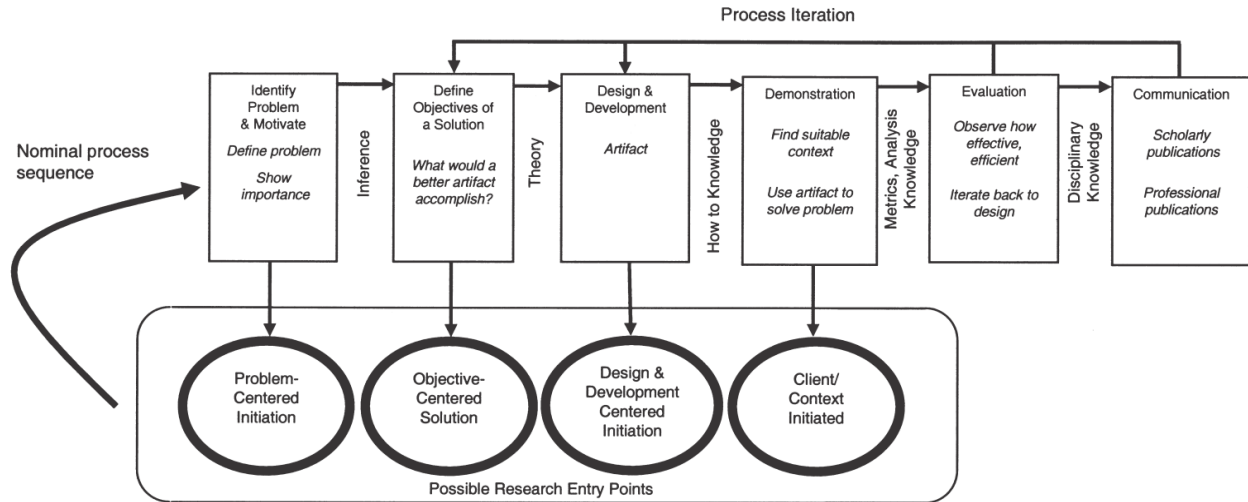 Process Iteration
Nominal process
sequence
Identify
Problem
& Motivate
Define problem
Show
importance
Inference
Define
Objectives of
a Solution
What would a
better artifact
accomplish?
Theory
Design &
Development
Artifact
How to Knowledge
Demonstration
Find suitable
context
Use artifact to
solve problem
Metrics, Analysis
Knowledge
Evaluation
Observe how
effective,
efficient
Iterate back to
design
Disciplinary
Knowledge
Communication
Scholarly
publications
Professional
publications
Problem-
Centered
Initiation
Objective-
Centered
Solution
Design &
Development
Centered
Initiation
Client/
Context
Initiated
Possible Research Entry Points